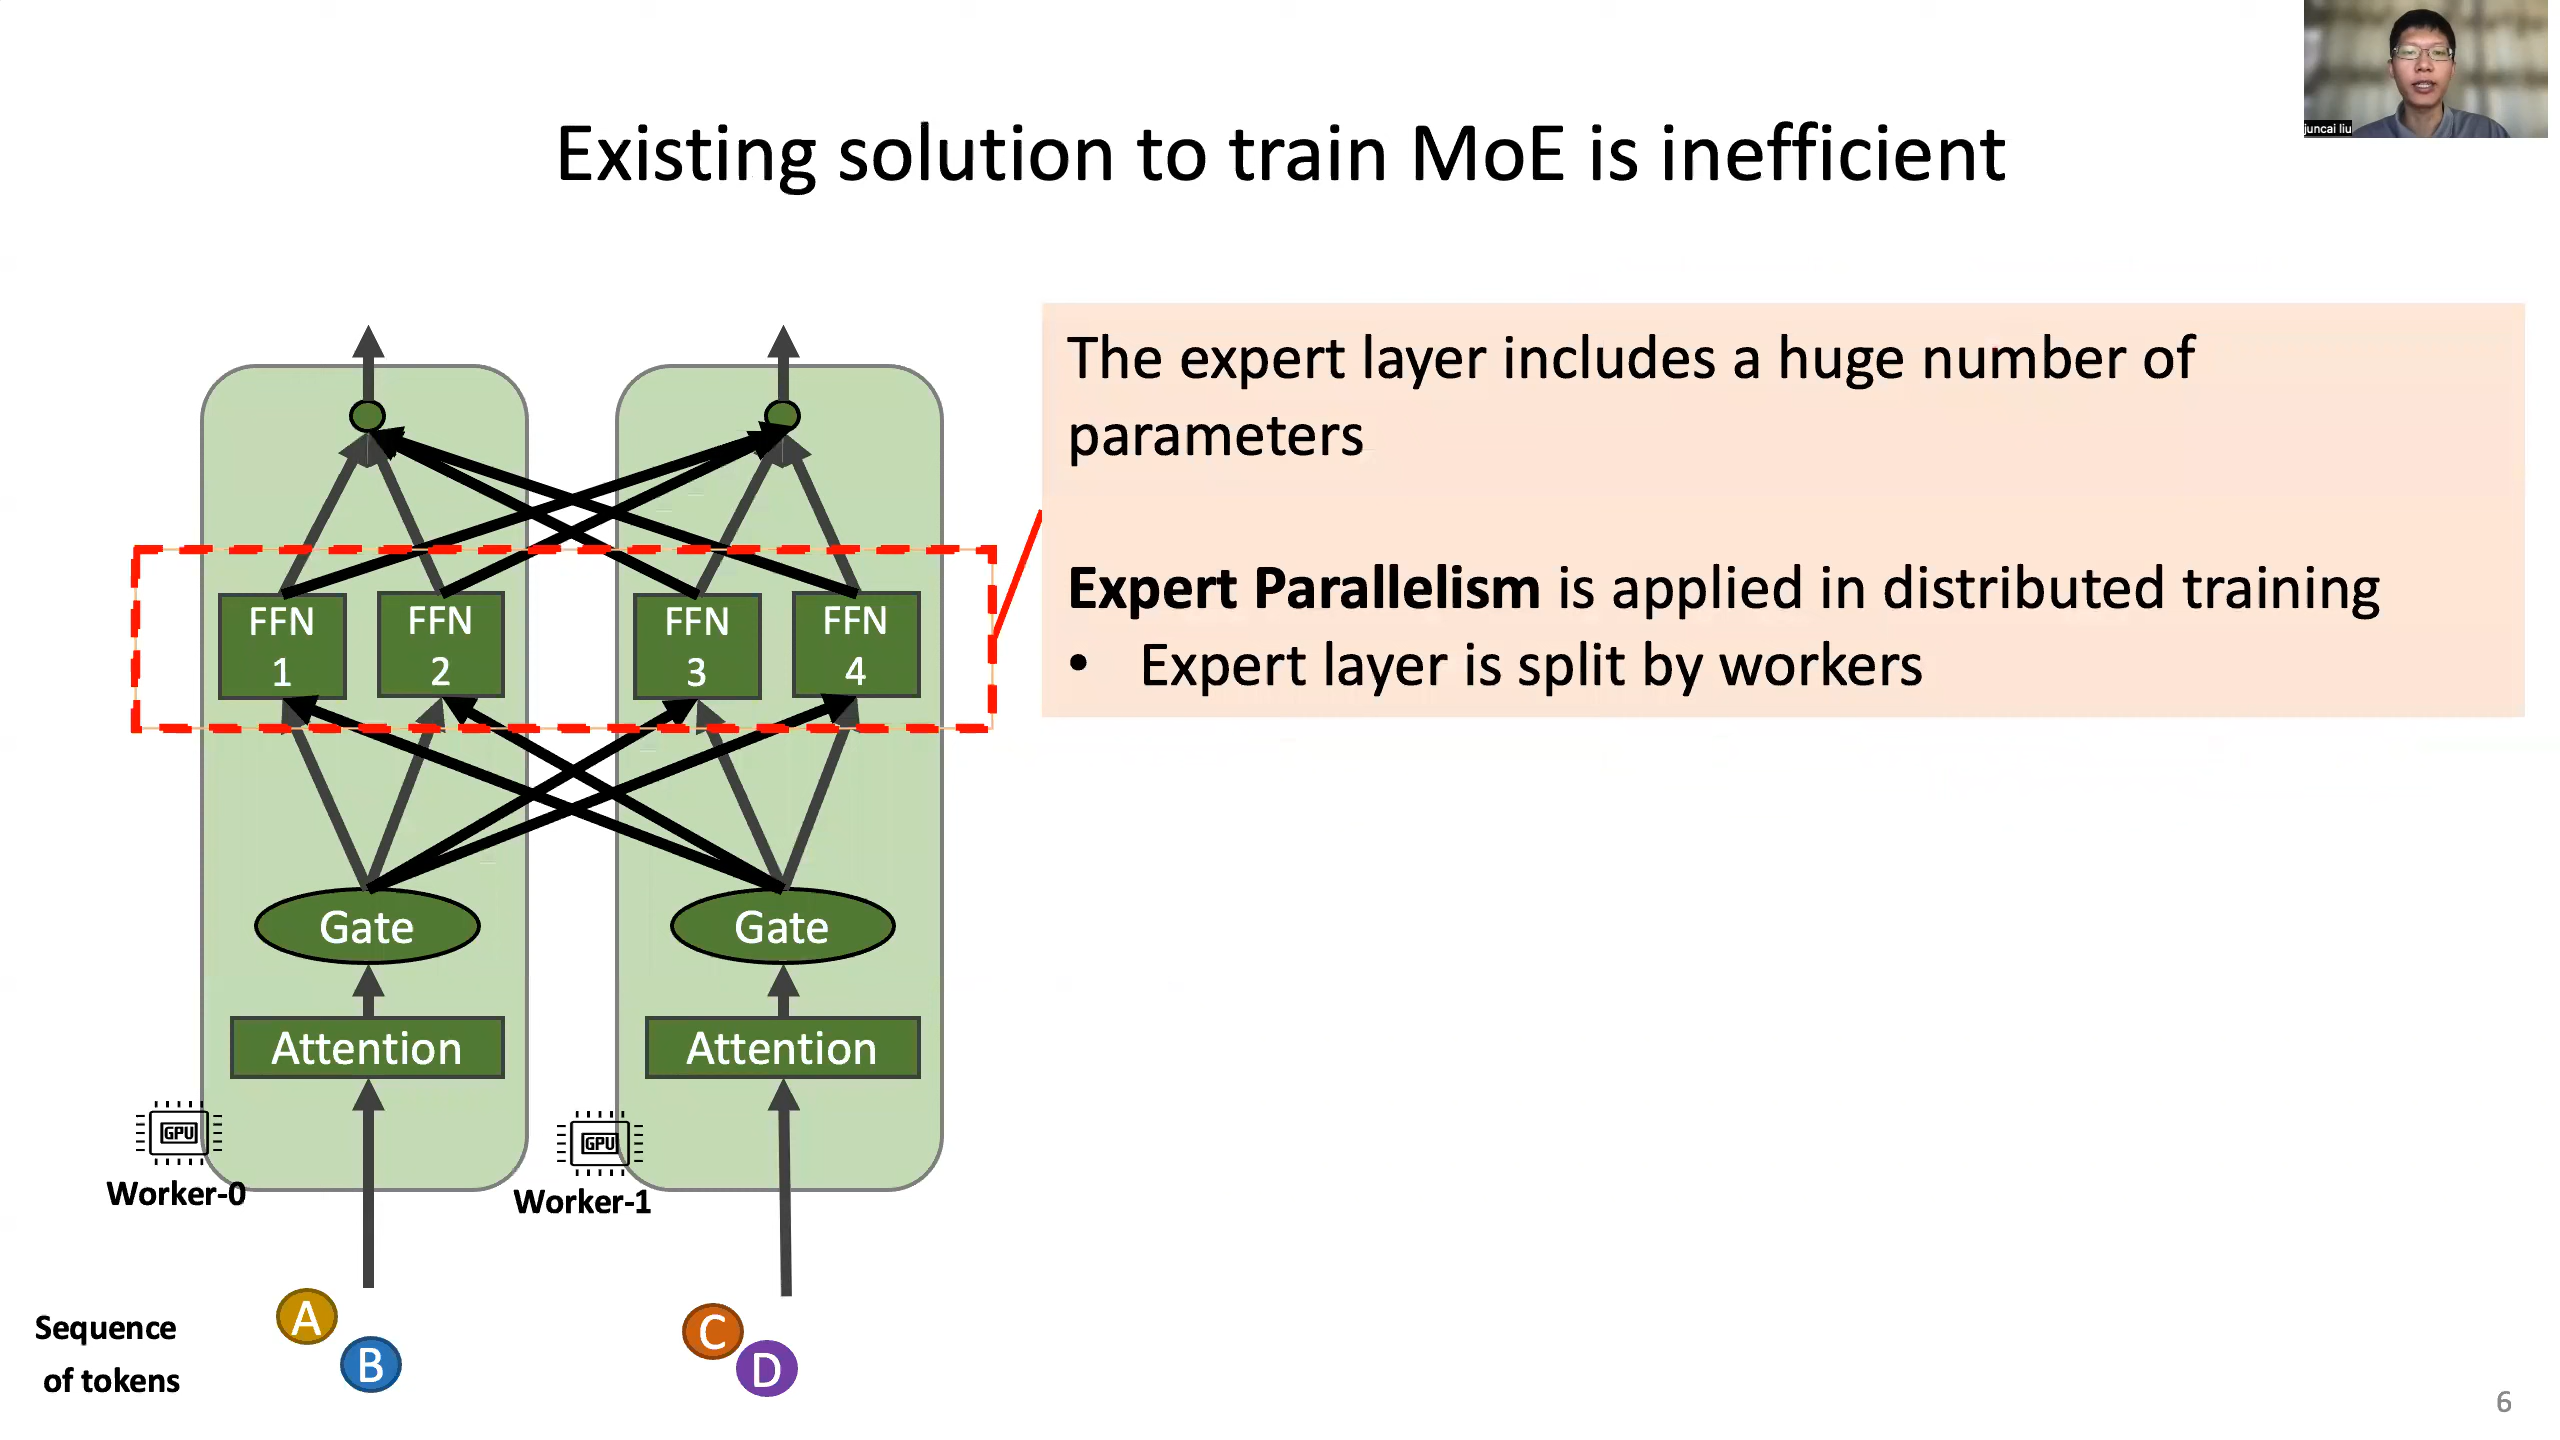 juncai liu
Existing solution to train MoE is inefficient
The expert layer includes a huge number of
parameters
Expert Parallelism is applied in distributed training
• Expert layer is split by workers
FFN
1
FFN
2
FFN
3
FFN
4
Gate
Gate
Attention
Attention
GPU
Worker-0
GPU
Worker-1
Sequence
of tokens
A
B
C
D
6